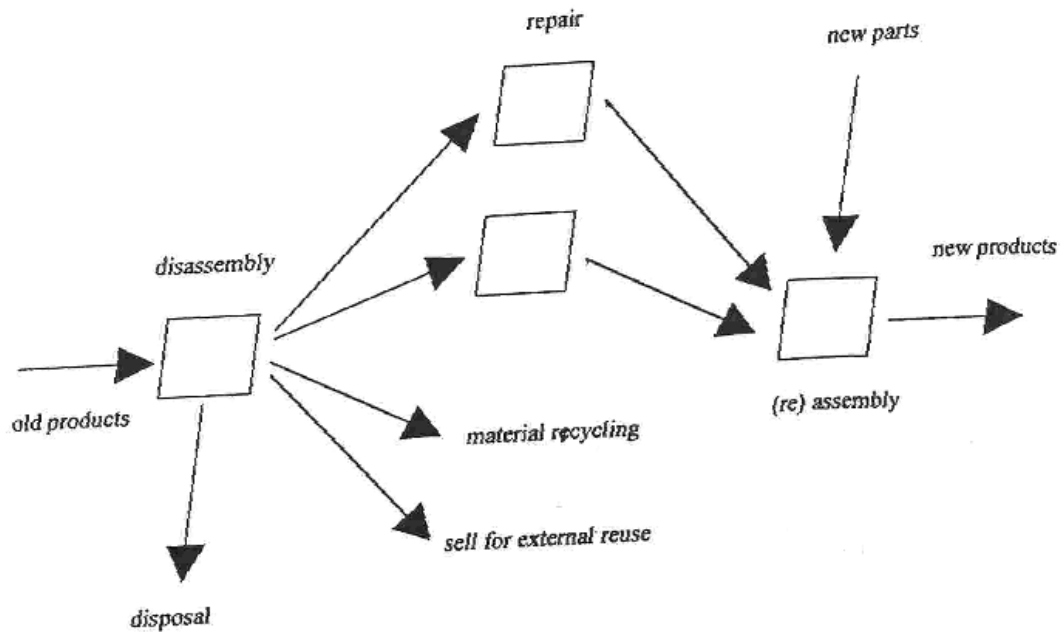 repair
new parts
disassembly
new products
old products
(re) assembly
material recycling
sell for external reuse
disposal